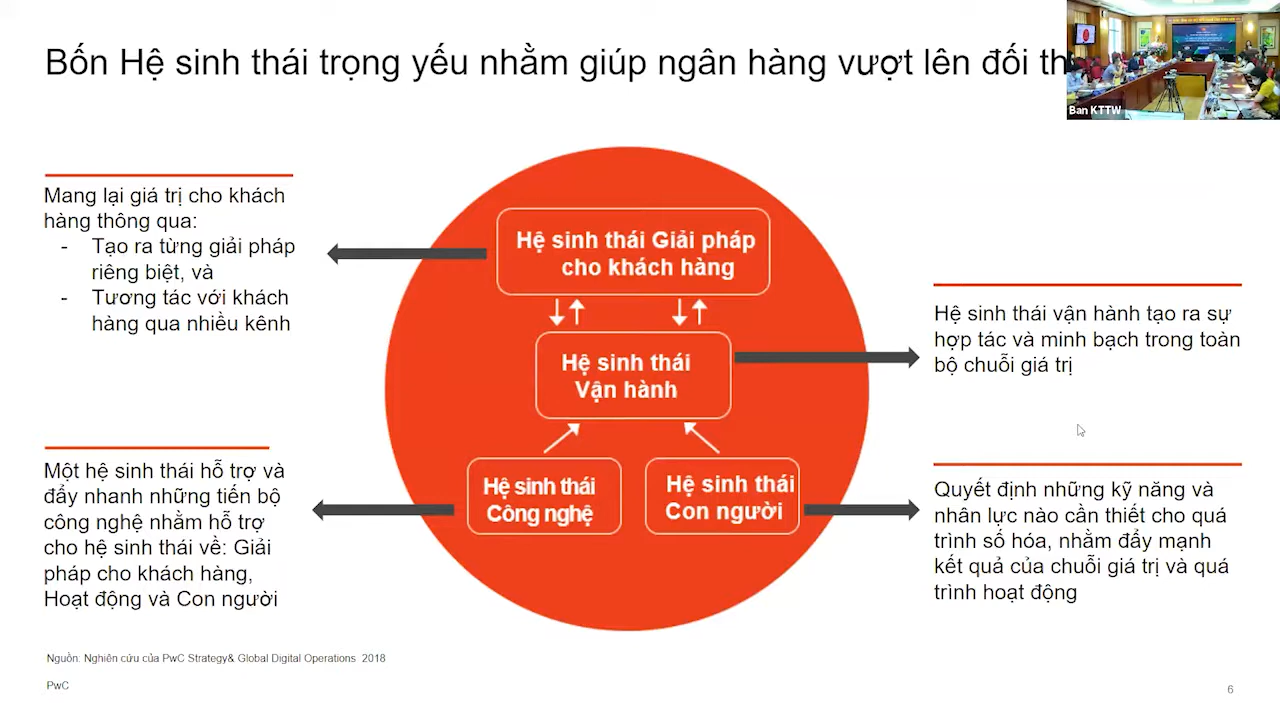 Bốn Hệ sinh thái trọng yếu nhằm giúp ngân hàng vượt lên đối
Ban KTTW
Mang lại giá trị cho khách
hàng thông qua:
- Tạo ra từng giải pháp
riêng biệt, và
- Tương tác với khách
hàng qua nhiều kênh
Hệ sinh thái Giải pháp
cho khách hàng
Hệ sinh thái
Vận hành
Hệ sinh thái vận hành tạo ra sự
hợp tác và minh bạch trong toàn
bộ chuỗi giá trị
Một hệ sinh thái hỗ trợ và
đẩy nhanh những tiến bộ
công nghệ nhằm hỗ trợ
cho hệ sinh thái về: Giải
pháp cho khách hàng,
Hoạt động và Con người
Hệ sinh thái
Công nghệ
Hệ sinh thái
Con người
Quyết định những kỹ năng và
nhân lực nào cần thiết cho quá
trình số hóa, nhằm đẩy mạnh
kết quả của chuỗi giá trị và quá
trình hoạt động
Nguồn: Nghiên cứu của PwC Strategy& Global Digital Operations 2018
PwC
6